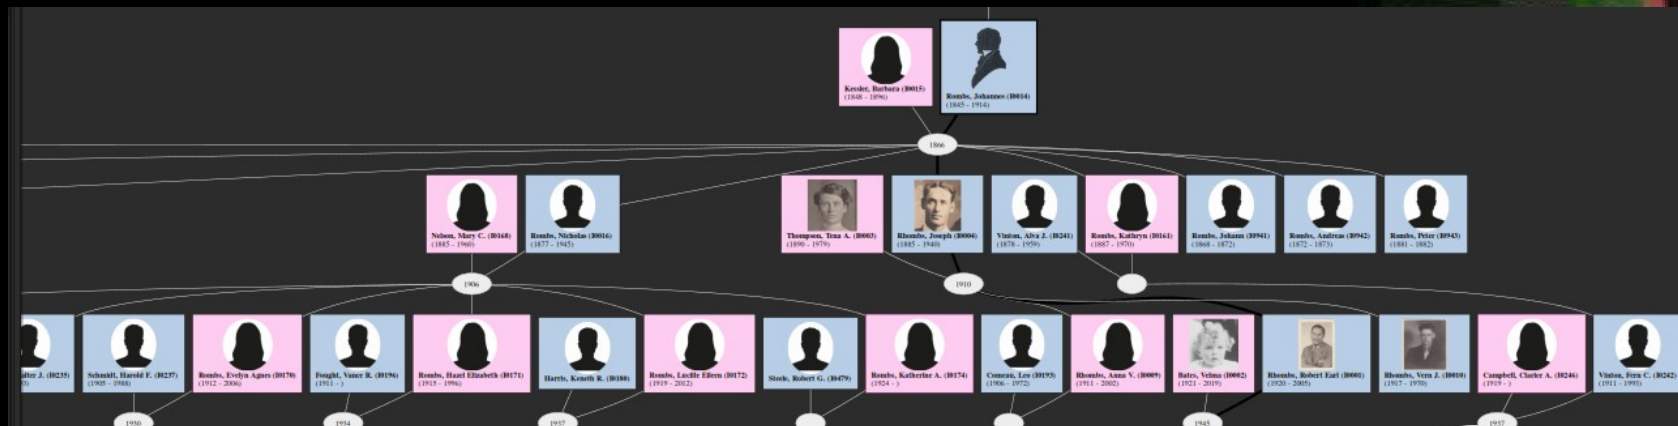 Kessler, Barbara (I0015)
(1848 - 1896)
Rombs, Johannes (I0014)
(1845 - 1914)
1866
Nelson, Mary C. (I0168)
(1885 - 1960)
Rombs, Nicholas (I0016)
(1877 - 1945)
Thompson, Tena A. (I0003)
(1890 - 1979)
Rhombs, Joseph (I0004)
(1885 - 1940)
Vinton, Alva J. (I0241)
(1878 - 1959)
Rombs, Kathryn (I0161)
(1887 - 1970)
Rombs, Johann (I0941)
(1868 - 1872)
Rombs, Andreas (I0942)
(1872 - 1873)
Rombs, Peter (I0943)
(1881 - 1882)
1906
1910
alter J. (I0235)
Schmidt, Harold F. (I0237)
(1905 - 1988)
Rombs, Evelyn Agnes (I0170)
(1912 - 2006)
Fought, Vance R. (I0196)
(1911 - )
Rombs, Hazel Elizabeth (I0171)
(1915 - 1996)
Harris, Keneth R. (I0180)
Rombs, Lucille Eileen (I0172)
(1919 - 2012)
Steele, Robert G. (I0479)
Rombs, Katherine A. (I0174)
(1924 - )
Comeau, Leo (I0193)
(1906 - 1972)
Rhombs, Anna V. (I0009)
(1911 - 2002)
Bates, Velma (I0002)
(1921 - 2019)
Rhombs, Robert Earl (I0001)
(1920 - 2005)
Rhombs, Vern J. (I0010)
(1917 - 1970)
Campbell, Clarice A. (I0246)
(1919 - )
Vinton, Fern C. (I0242)
(1911 - 1993)
1930
1934
1937
1945
1937